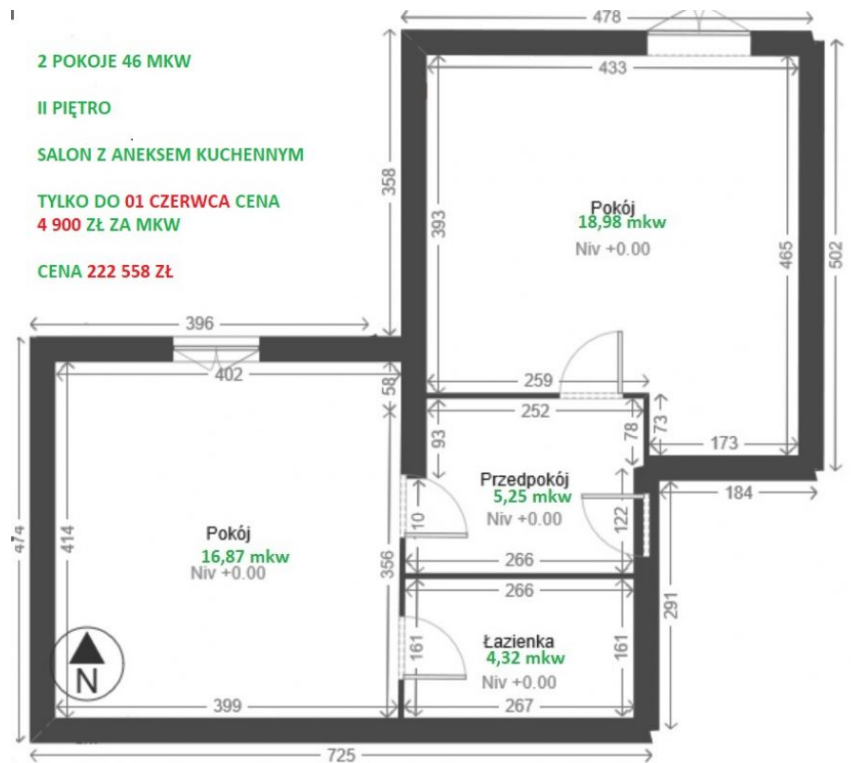 2 POKOJE 46 MKW
II PIĘTRO
SALON Z ANEKSEM KUCHENNYM
TYLKO DO 01 CZERWCA CENA
4 900 ZŁ ZA MKW
CENA 222 558 ZŁ
478
433
358
393
Pokój
18,98 mkw
Niv +0.00
465
502
396
402
58
259
252
93
78
73
173
184
Przedpokój
5,25 mkw
Niv +0.00
10
122
266
474
414
Pokój
16,87 mkw
Niv +0.00
356
266
291
161
Łazienka
4,32 mkw
Niv +0.00
161
N
399
267
725